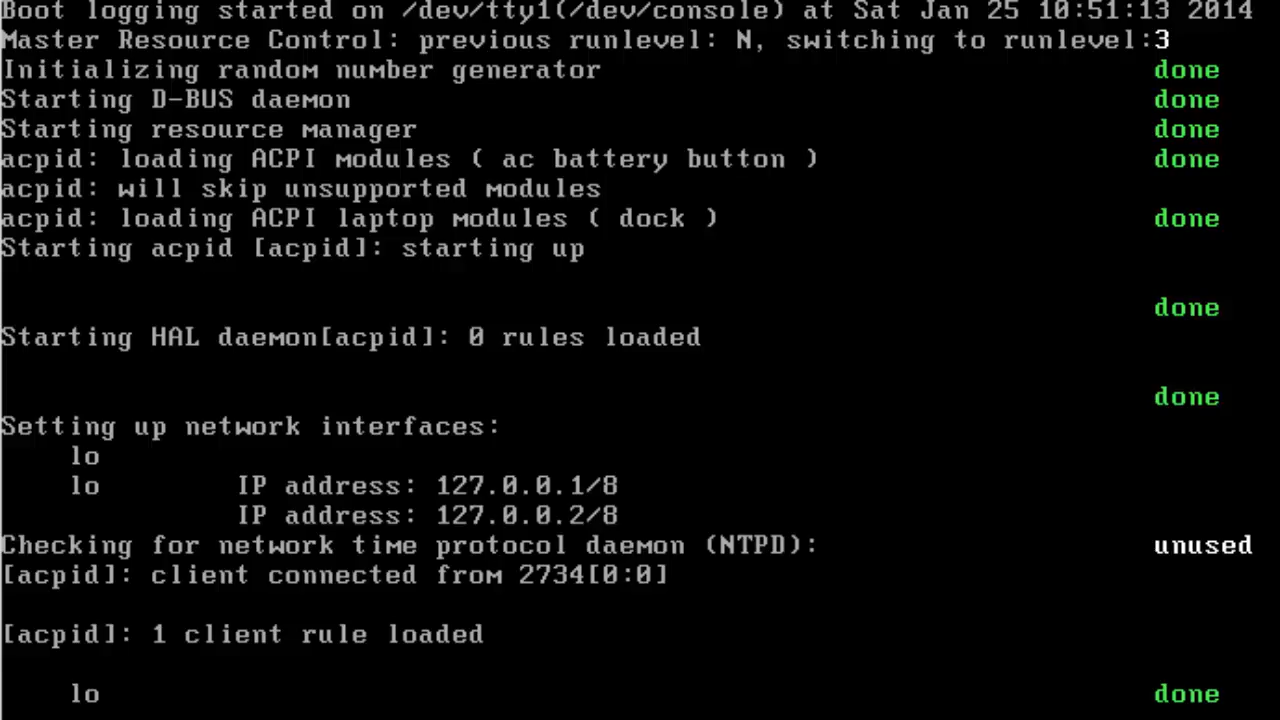 Boot logging started on /dev/tty1(/dev/console) at Sat Jan 25 10:51:13 2014
Master Resource Control: previous runlevel: N, switching to runlevel:3
Initializing random number generator done
Starting D-BUS daemon done
Starting resource manager done
acpid: loading ACPI modules ( ac battery button ) done
acpid: will skip unsupported modules
acpid: loading ACPI laptop modules ( dock ) done
Starting acpid [acpid]: starting up
done
Starting HAL daemon[acpid]: 0 rules loaded
done
Setting up network interfaces:
lo
lo IP address: 127.0.0.1/8
IP address: 127.0.0.2/8
Checking for network time protocol daemon (NTPD): unused
[acpid]: client connected from 2734[0:0]
[acpid]: 1 client rule loaded
lo done